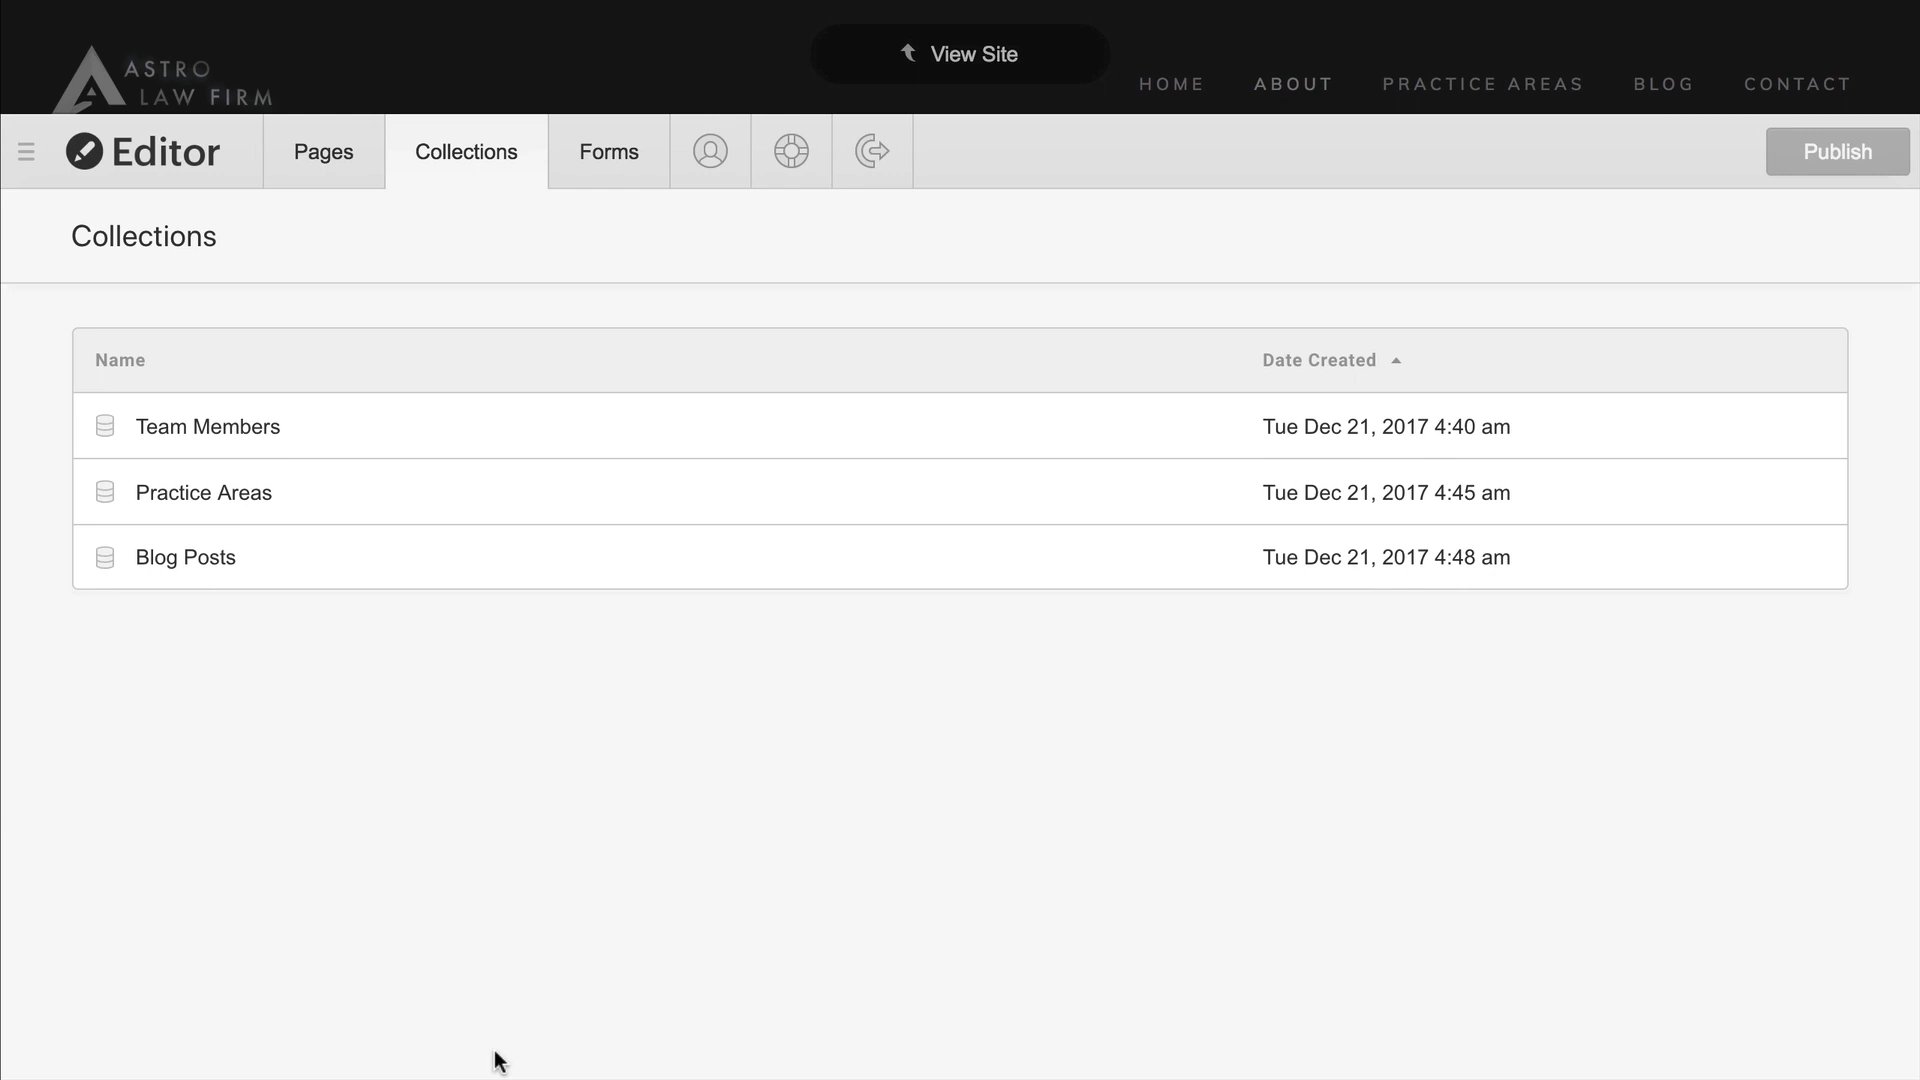 View Site
ASTRO
LAW FIRM
HOME ABOUT PRACTICE AREAS BLOG CONTACT
Editor Pages Collections Forms Publish
Collections
Name Date Created
Team Members Tue Dec 21, 2017 4:40 am
Practice Areas Tue Dec 21, 2017 4:45 am
Blog Posts Tue Dec 21, 2017 4:48 am